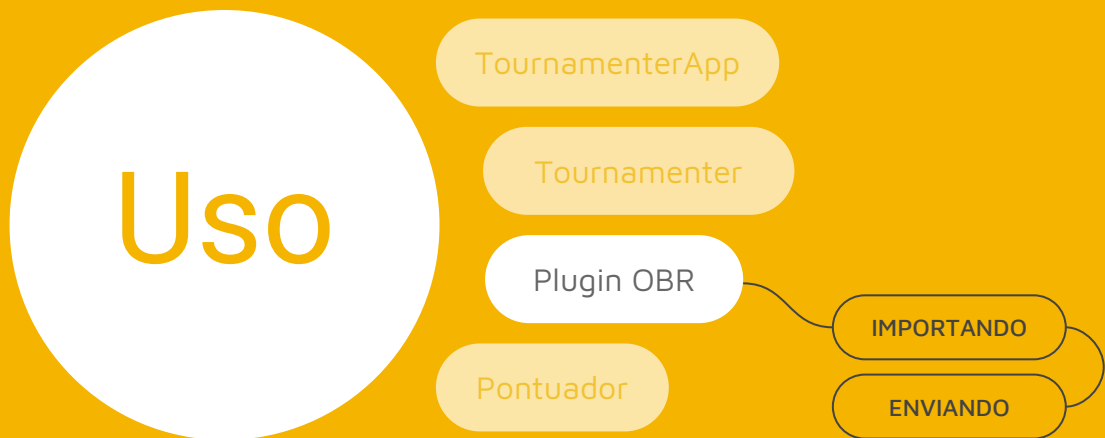 Uso
TournamenterApp
Tournamenter
Plugin OBR
Pontuador
IMPORTANDO
ENVIANDO